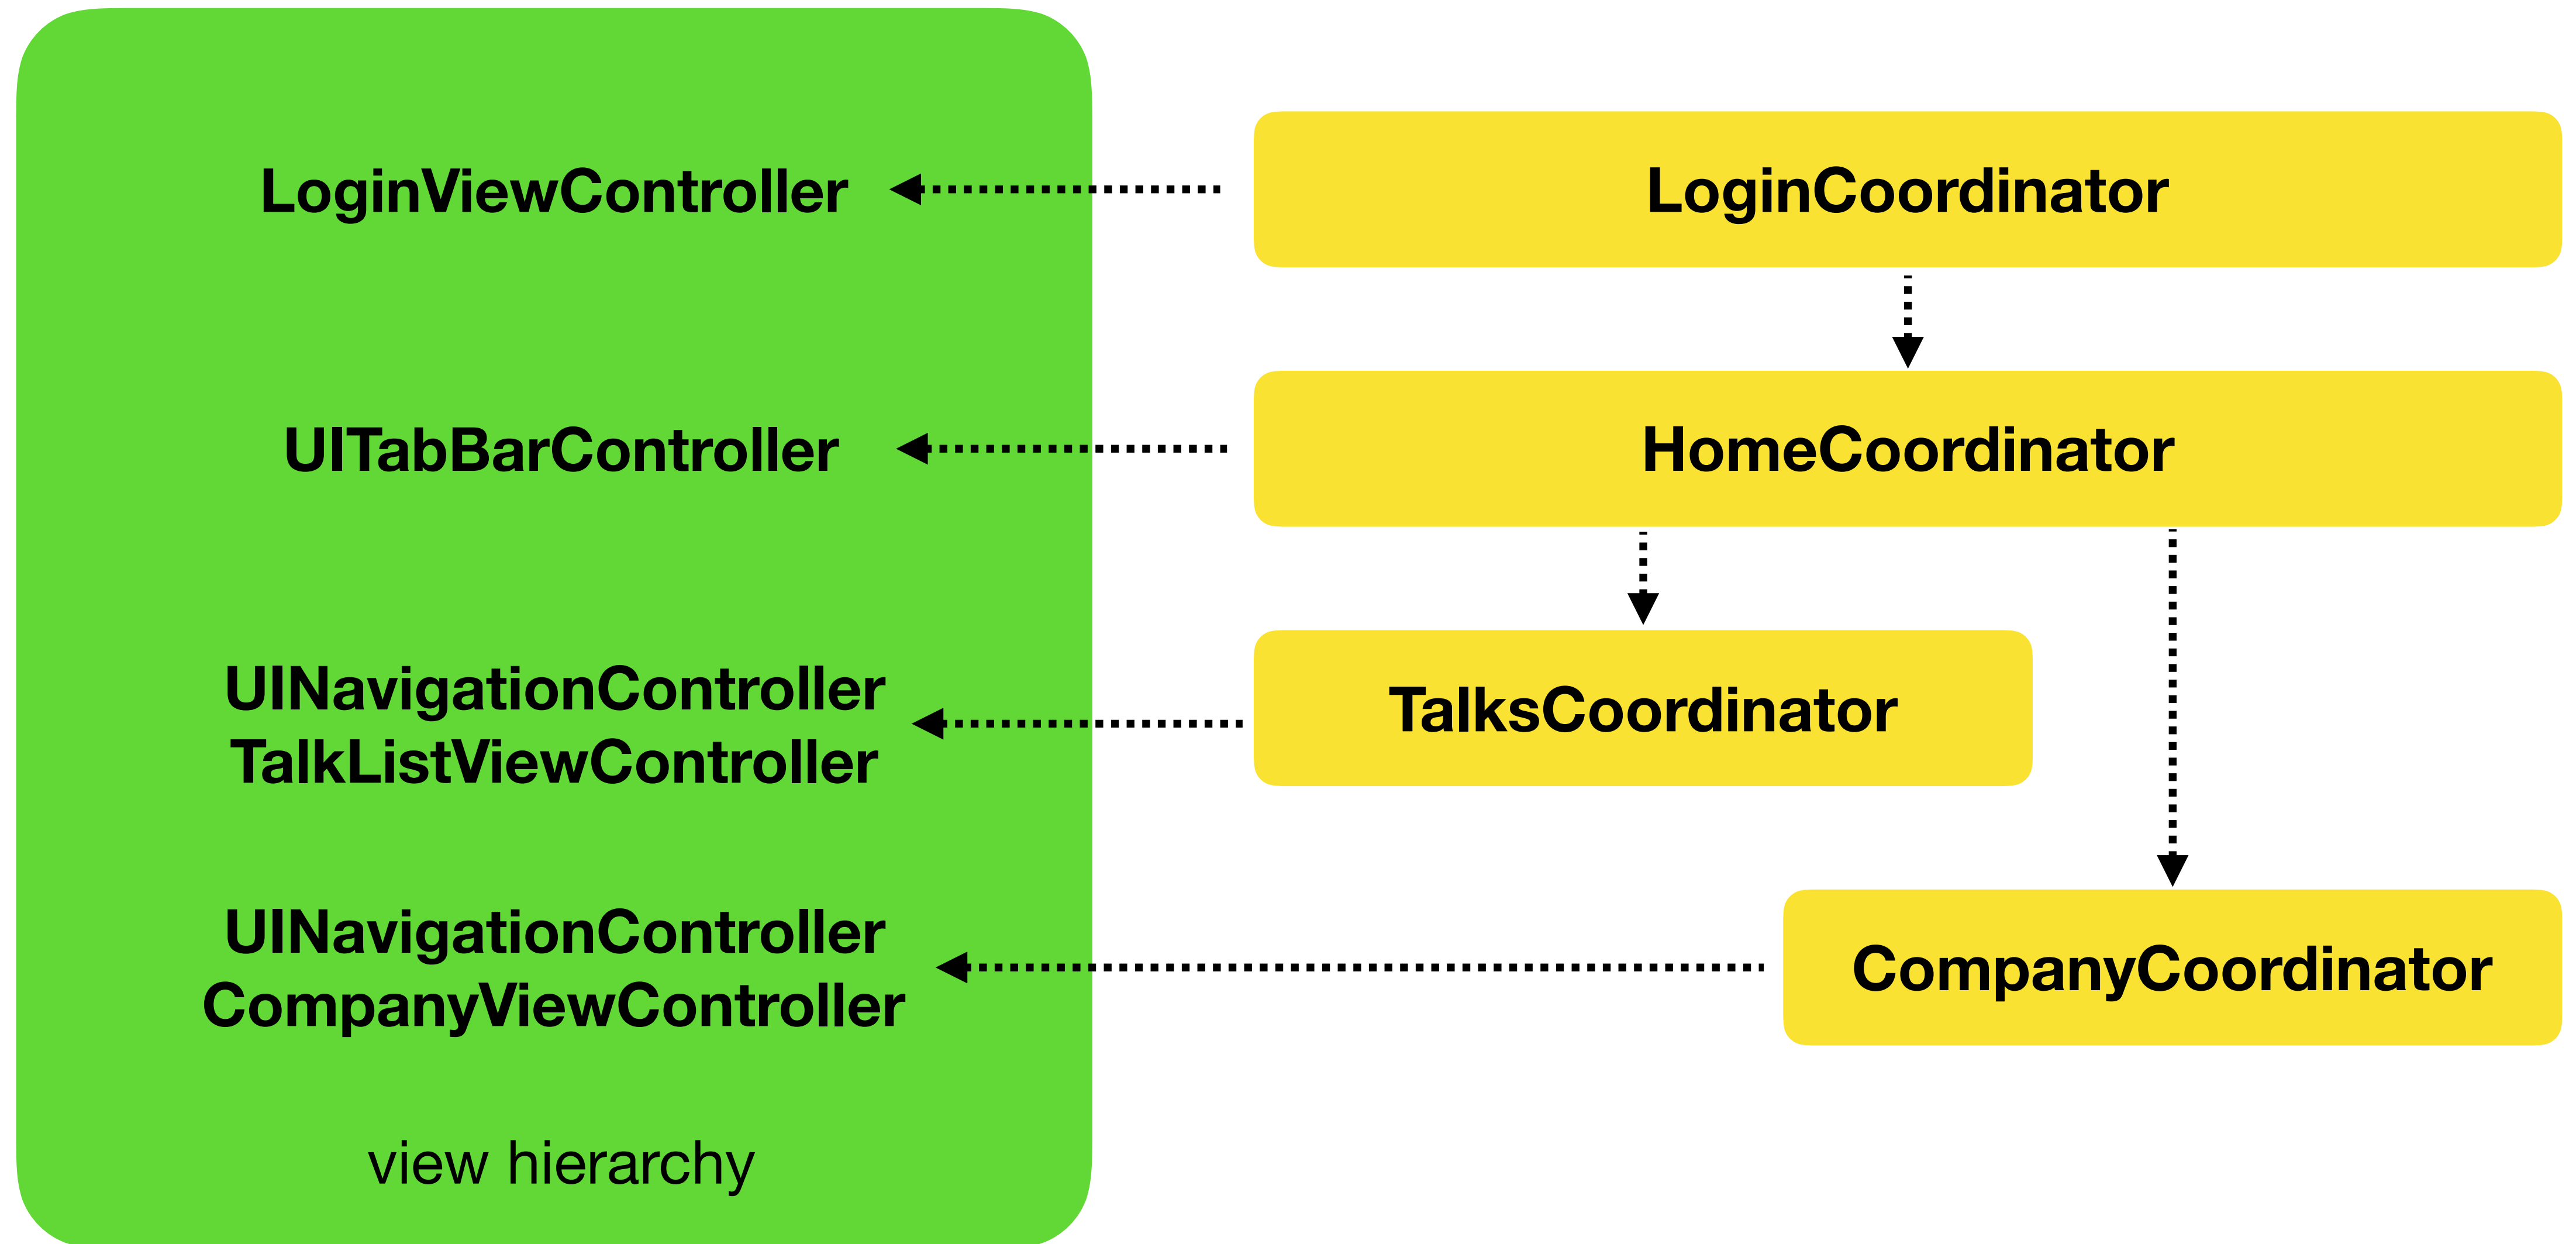 LoginViewController
LoginCoordinator
UITabBarController
HomeCoordinator
UINavigationController
TalkListViewController
TalksCoordinator
UINavigationController
CompanyViewController
CompanyCoordinator
view hierarchy